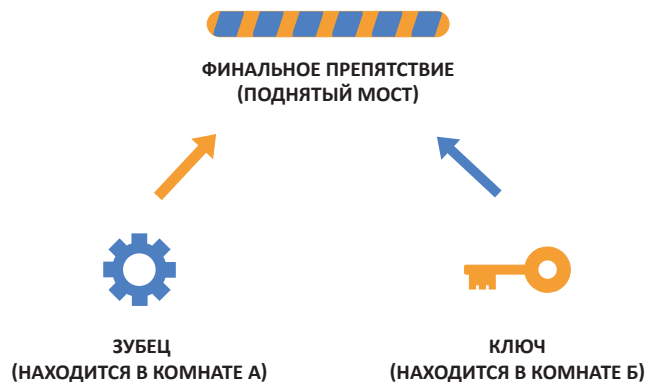 ФИНАЛЬНОЕ ПРЕПЯТСТВИЕ
(ПОДНЯТЫЙ МОСТ)
ЗУБЕЦ
(НАХОДИТСЯ В КОМНАТЕ А)
КЛЮЧ
(НАХОДИТСЯ В КОМНАТЕ Б)